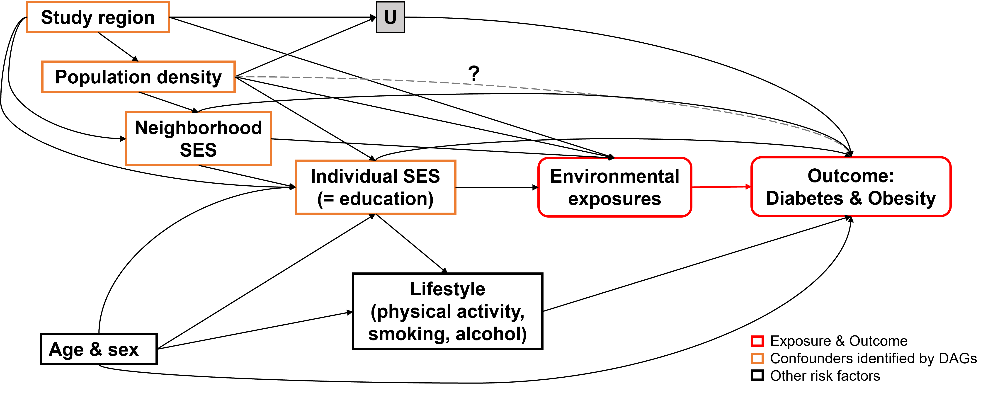 Study region
U
Population density
?
Neighborhood
SES
Individual SES
(= education)
Environmental
exposures
Outcome:
Diabetes & Obesity
Lifestyle
(physical activity,
smoking, alcohol)
Age & sex
Exposure & Outcome
Confounders identified by DAGs
Other risk factors